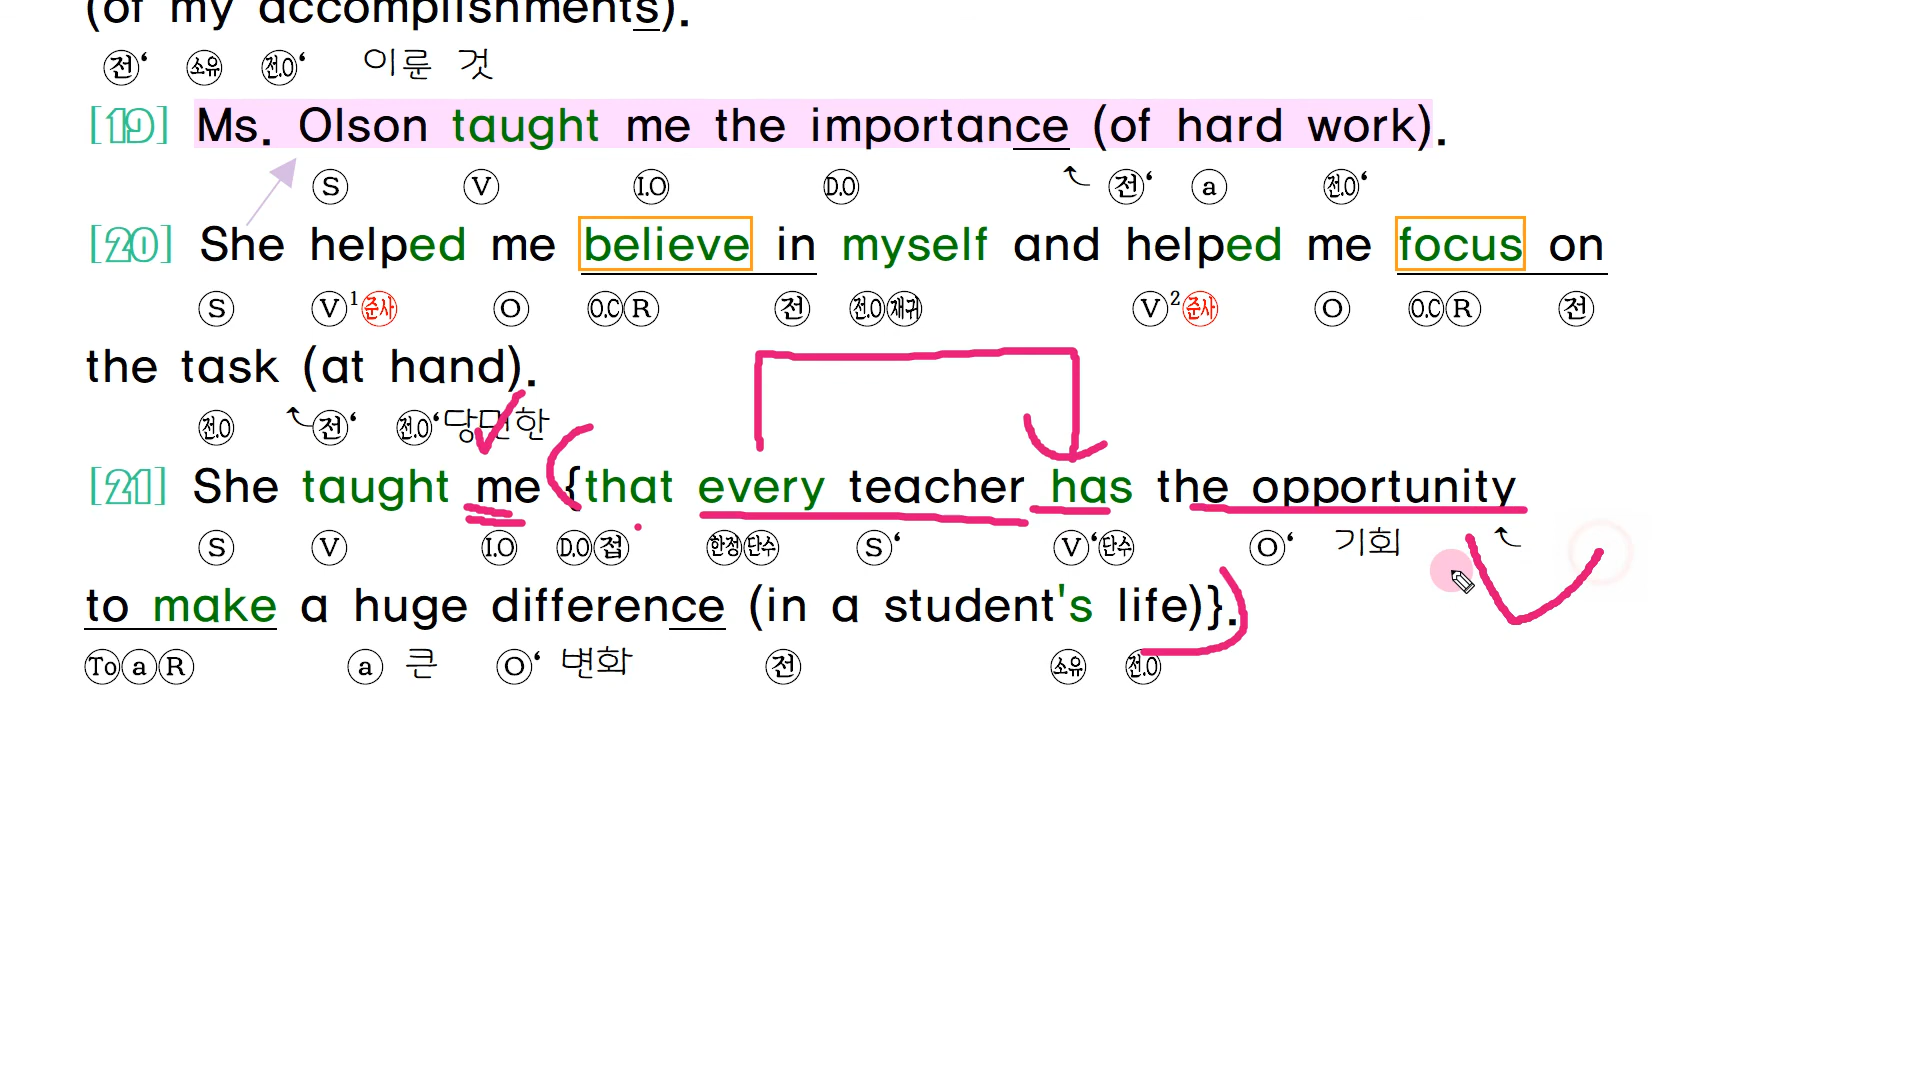 (of my accomplishments).
전‘ 소유 전.O‘ 이룬 것
[19] Ms. Olson taught me the importance (of hard work).
S V I.O D.O 전‘ a 전.O‘
[20] She helped me believe in myself and helped me focus on
S V1 준사 O O.C R 전 전.O 재귀 V2 준사 O O.C R 전
the task (at hand).
전.O 전‘ 전.O‘ 당면한
[21] She taught me {that every teacher has the opportunity
S V I.O D.O 접 한정 단수 S‘ V‘ 단수 O‘ 기회
to make a huge difference (in a student's life)}.
To a R a 큰 O‘ 변화 전 소유 전.O